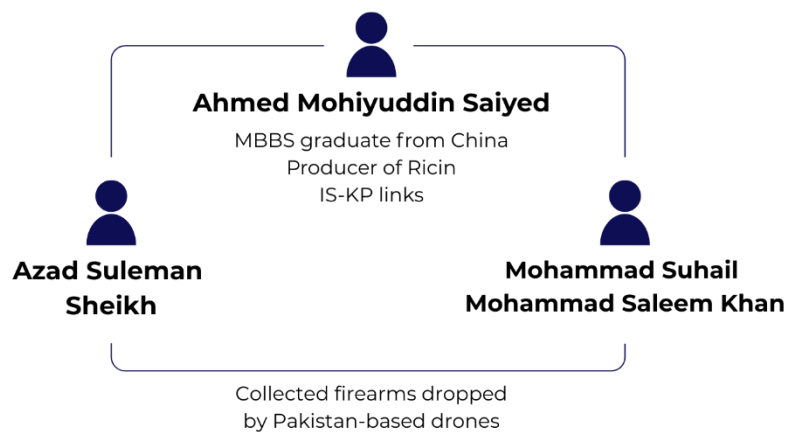 Ahmed Mohiyuddin Saiyed
MBBS graduate from China
Producer of Ricin
IS-KP links
Azad Suleman
Sheikh
Mohammad Suhail
Mohammad Saleem Khan
Collected firearms dropped
by Pakistan-based drones